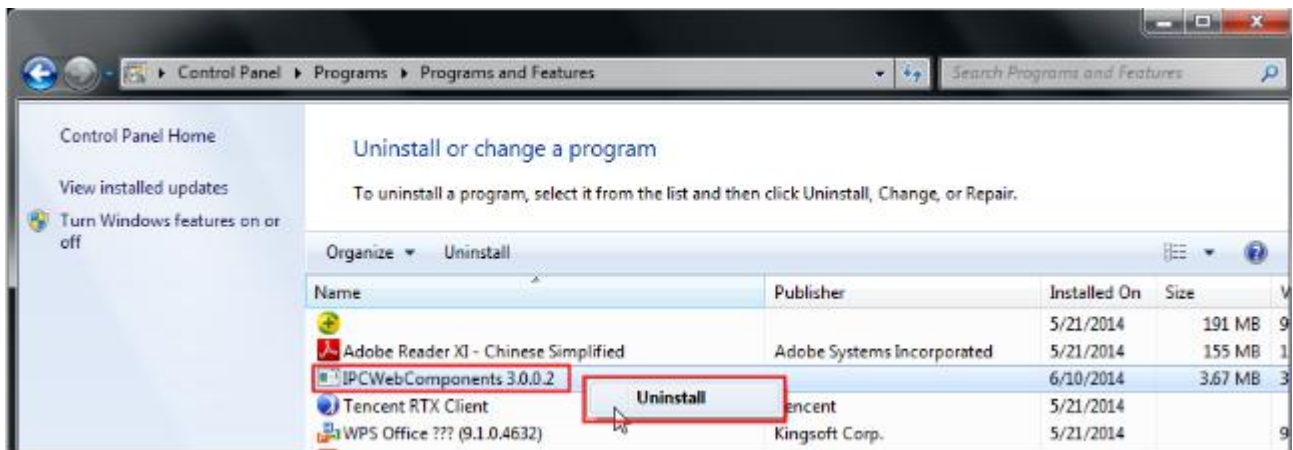 Control Panel ▸ Programs ▸ Programs and Features
Search Programs and Features
Control Panel Home
View installed updates
Turn Windows features on or
off
Uninstall or change a program
To uninstall a program, select it from the list and then click Uninstall, Change, or Repair.
Organize Uninstall
Name Publisher Installed On Size
5/21/2014 191 MB 9
Adobe Reader XI - Chinese Simplified Adobe Systems Incorporated 5/21/2014 155 MB 1
IPCWebComponents 3.0.0.2 6/10/2014 3.67 MB 3
Uninstall
Tencent RTX Client encent 5/21/2014
WPS Office ??? (9.1.0.4632) Kingsoft Corp. 5/21/2014 9